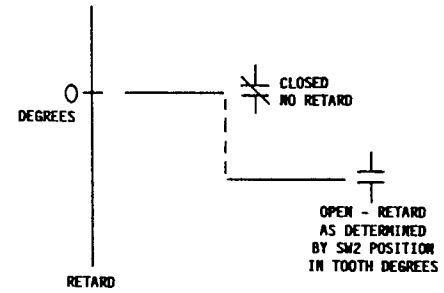 0
DEGREES
CLOSED
NO RETARD
OPEN - RETARD
AS DETERMINED
BY SW2 POSITION
IN TOOTH DEGREES
RETARD